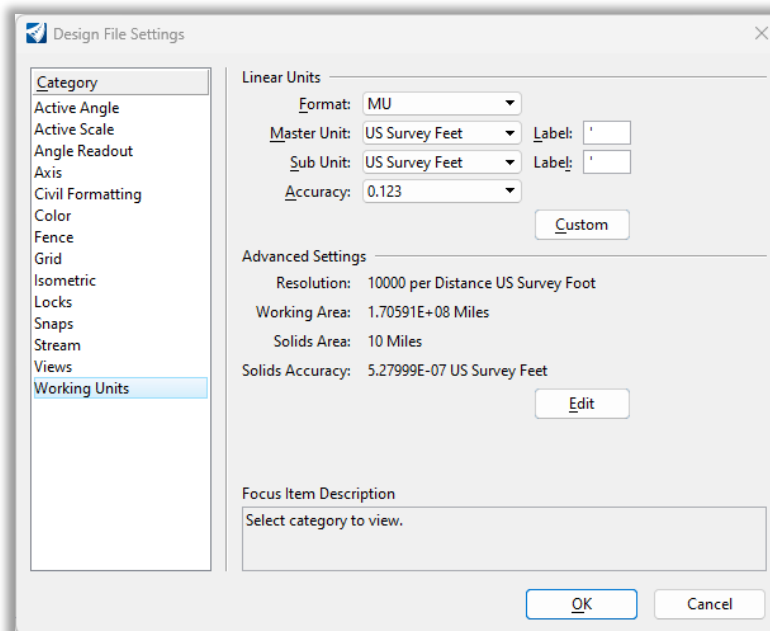 Design File Settings
Category
Active Angle
Active Scale
Angle Readout
Axis
Civil Formatting
Color
Fence
Grid
Isometric
Locks
Snaps
Stream
Views
Working Units
Linear Units
Format: MU
Master Unit: US Survey Feet Label: '
Sub Unit: US Survey Feet Label: '
Accuracy: 0.123
Custom
Advanced Settings
Resolution: 10000 per Distance US Survey Foot
Working Area: 1.70591E+08 Miles
Solids Area: 10 Miles
Solids Accuracy: 5.27999E-07 US Survey Feet
Edit
Focus Item Description
Select category to view.
OK Cancel